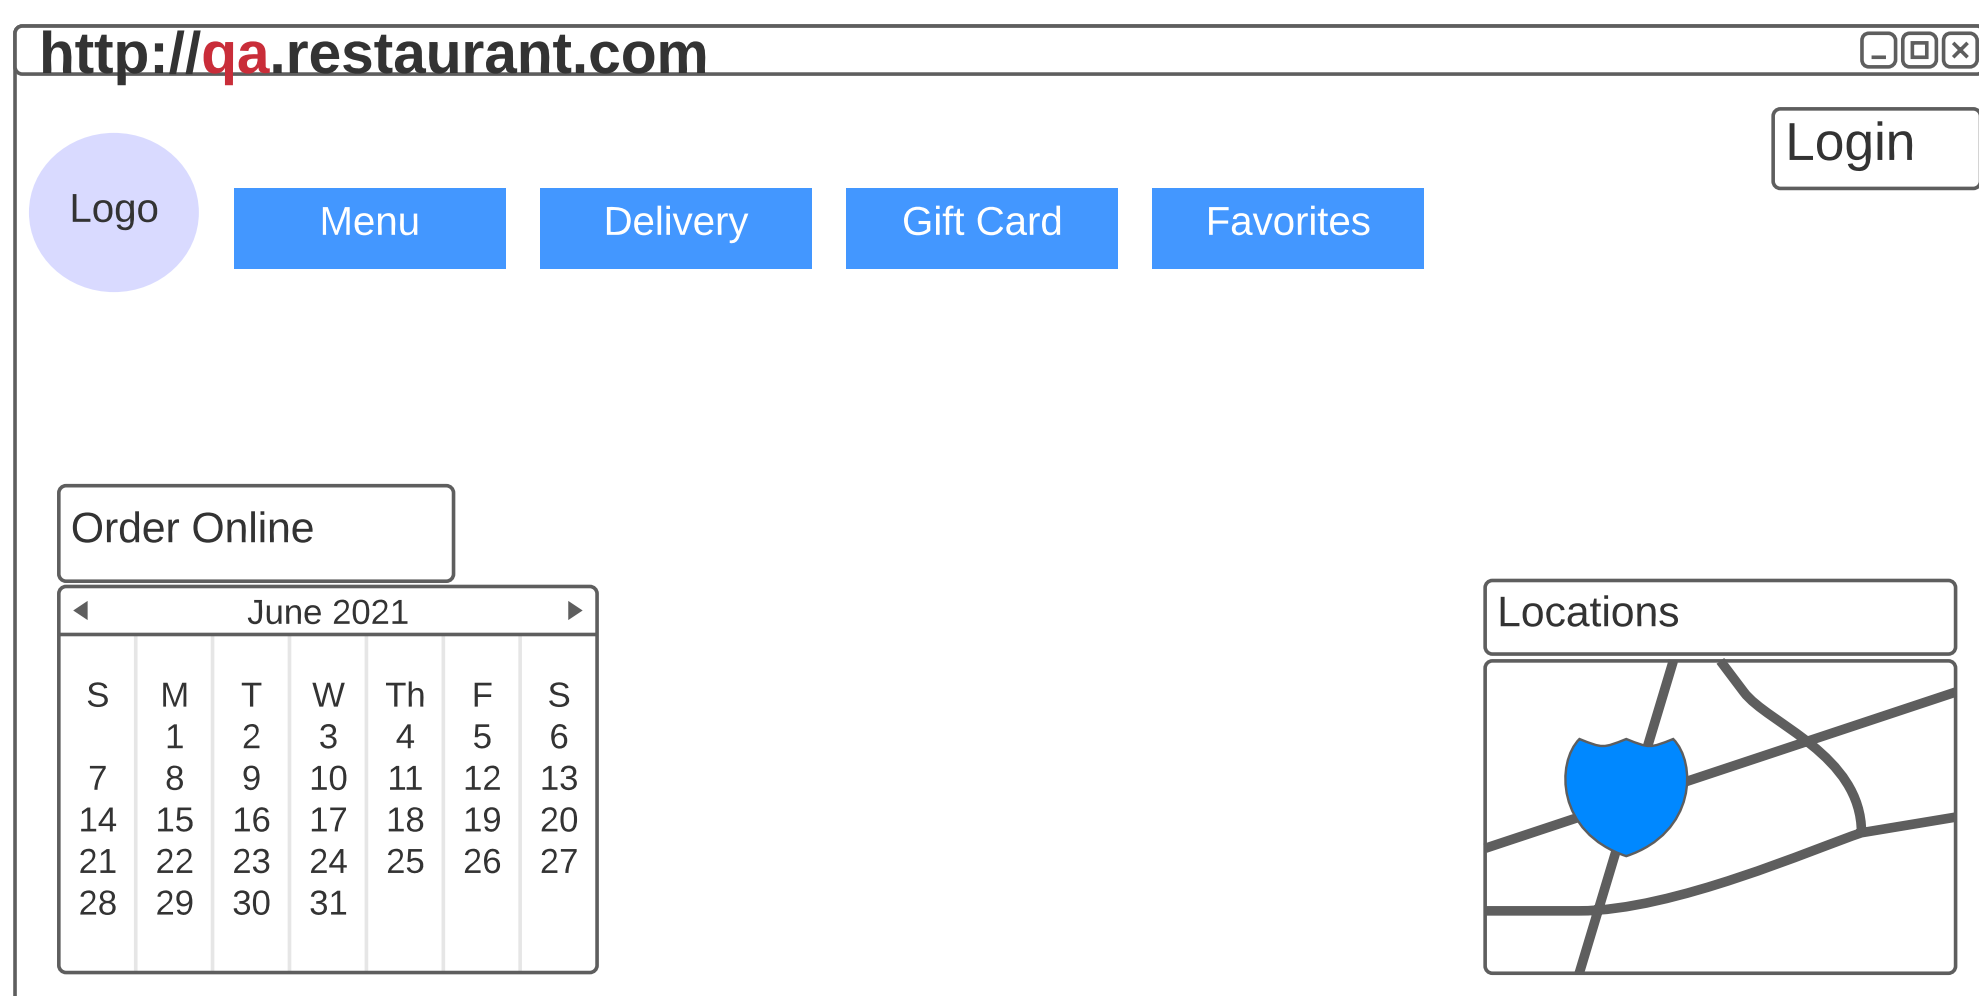 http://qa.restaurant.com
Login
Logo
Menu Delivery Gift Card Favorites
Order Online
June 2021
S M T W Th F S
1 2 3 4 5 6
7 8 9 10 11 12 13
14 15 16 17 18 19 20
21 22 23 24 25 26 27
28 29 30 31
Locations